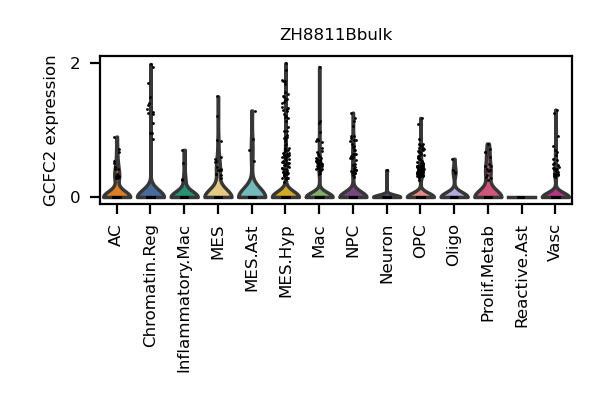 ZH8811Bbulk
GCFC2 expression
2
0
AC
Chromatin.Reg
Inflammatory.Mac
MES
MES.Ast
MES.Hyp
Mac
NPC
Neuron
OPC
Oligo
Prolif.Metab
Reactive.Ast
Vasc